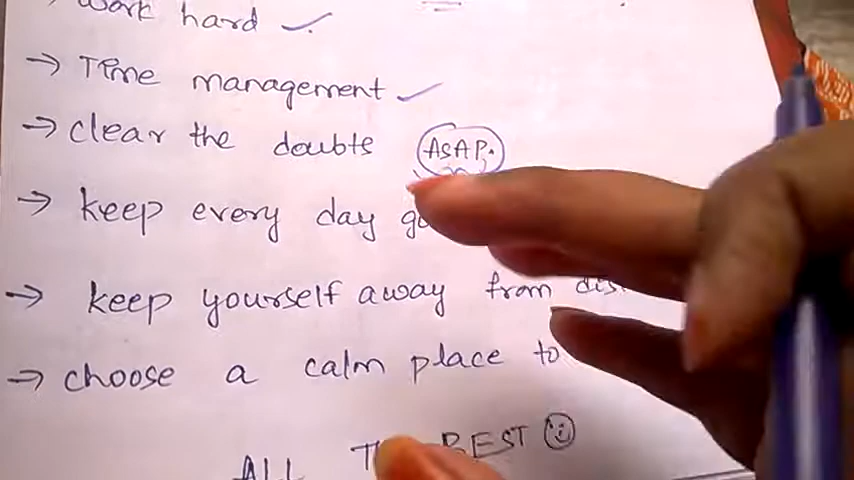 Work hard
→ Time management
→ clear the doubts ASAP.
→ keep every day
→ keep yourself away from
→ choose a calm place to
ALL BEST